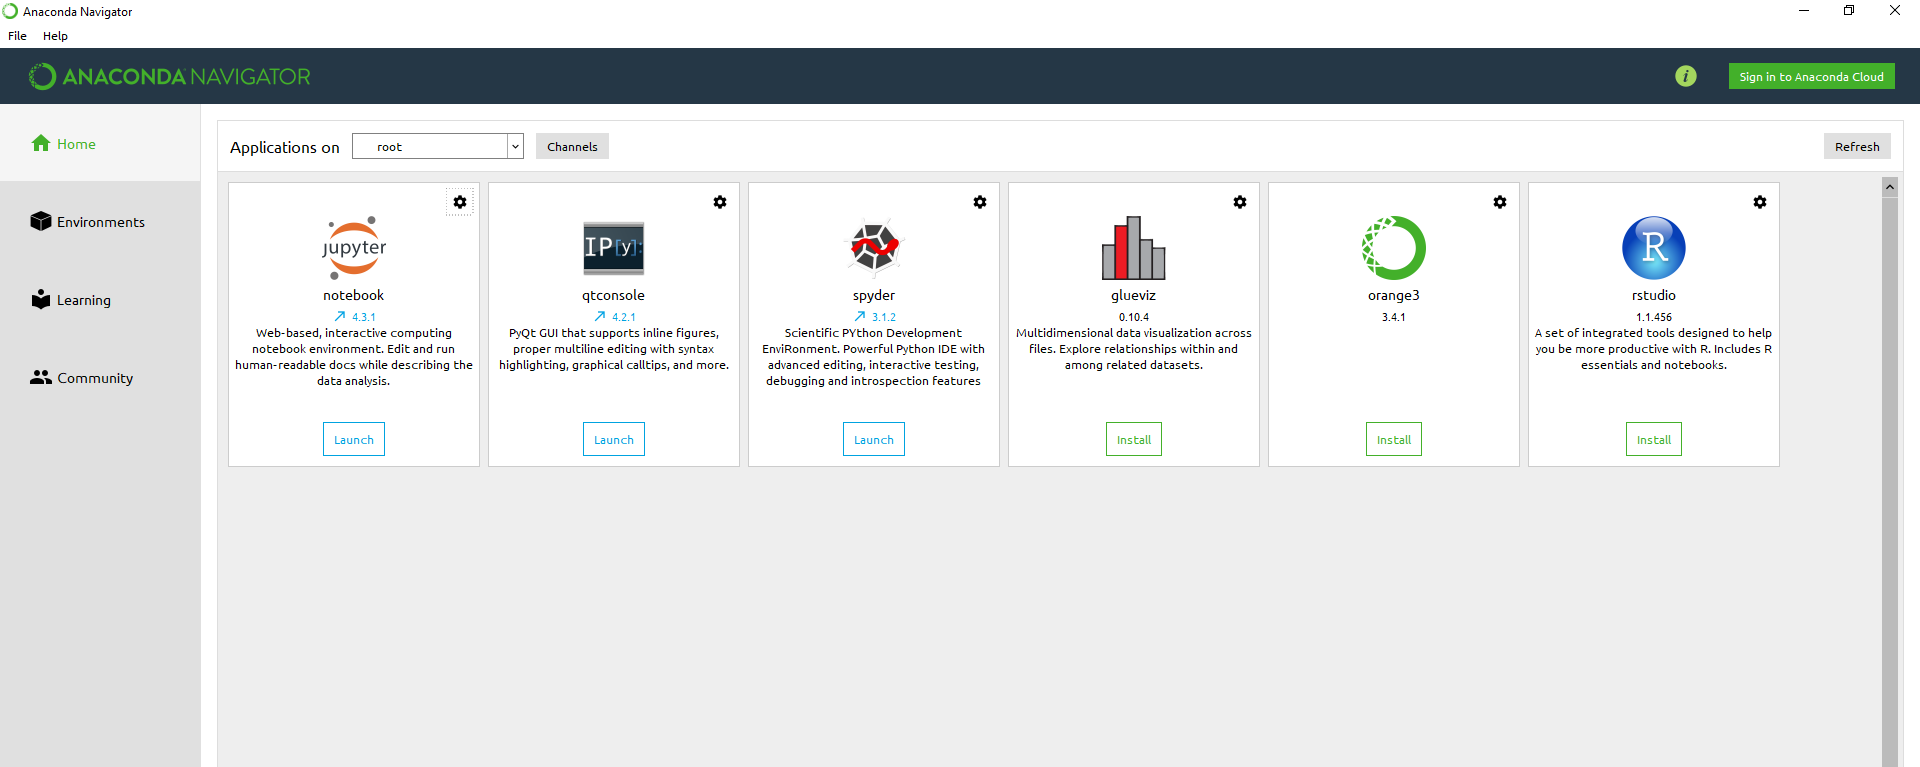 Anaconda Navigator
File Help
ANACONDA NAVIGATOR
i
Sign in to Anaconda Cloud
Home
Environments
Learning
Community
Applications on root Channels Refresh
jupyter
notebook
4.3.1
Web-based, interactive computing
notebook environment. Edit and run
human-readable docs while describing the
data analysis.
Launch
IP[y]:
qtconsole
4.2.1
PyQt GUI that supports inline figures,
proper multiline editing with syntax
highlighting, graphical calltips, and more.
Launch
spyder
3.1.2
Scientific PYthon Development
EnviRonment. Powerful Python IDE with
advanced editing, interactive testing,
debugging and introspection features
Launch
glueviz
0.10.4
Multidimensional data visualization across
files. Explore relationships within and
among related datasets.
Install
orange3
3.4.1
Install
R
rstudio
1.1.456
A set of integrated tools designed to help
you be more productive with R. Includes R
essentials and notebooks.
Install